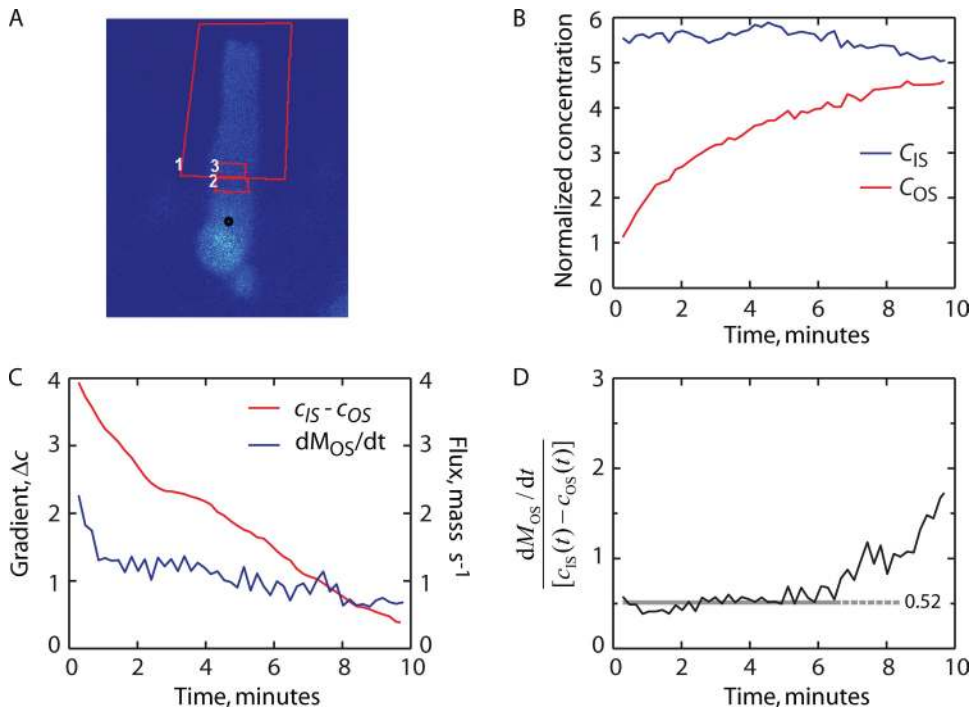 A
1
3
2
B
Normalized concentration
6
5
4
3
2
1
0
C_IS
C_OS
0 2 4 6 8 10
Time, minutes
C
Gradient, Δc
4
3
2
1
0
c_IS - c_OS
dM_OS/dt
4
3
2
1
0
Flux, mass s⁻¹
0 2 4 6 8 10
Time, minutes
D
dM_OS / dt
[c_IS(t) – c_OS(t)]
3
2
1
0
0.52
0 2 4 6 8 10
Time, minutes